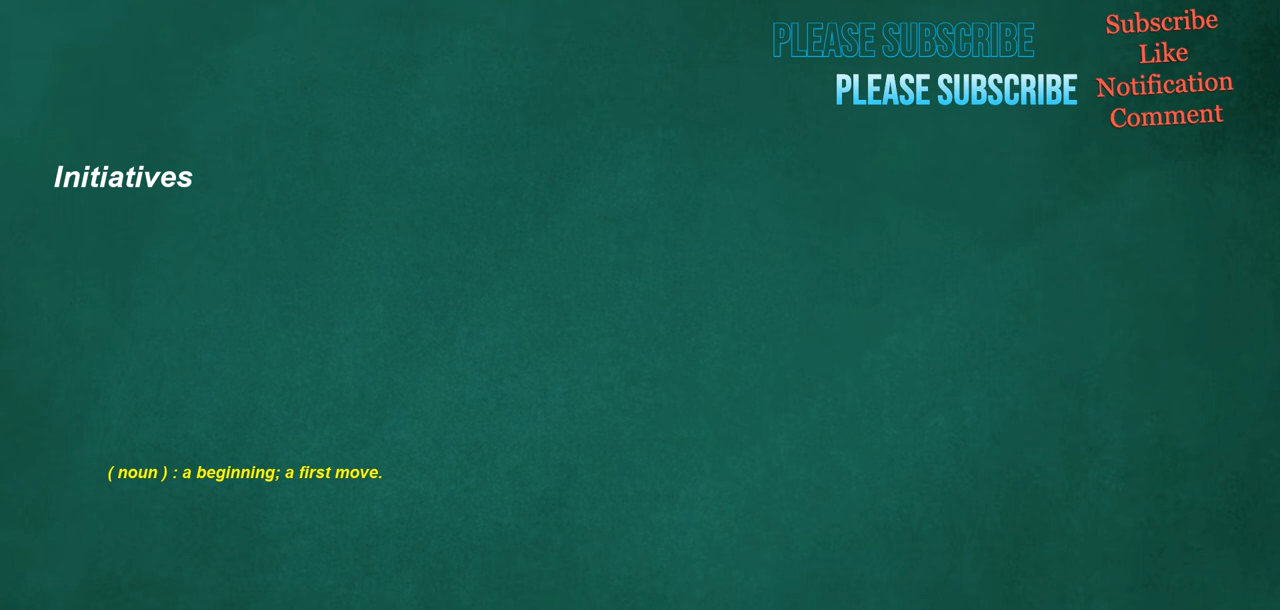 PLEASE SUBSCRIBE
PLEASE SUBSCRIBE
Subscribe
Like
Notification
Comment
Initiatives
( noun ) : a beginning; a first move.